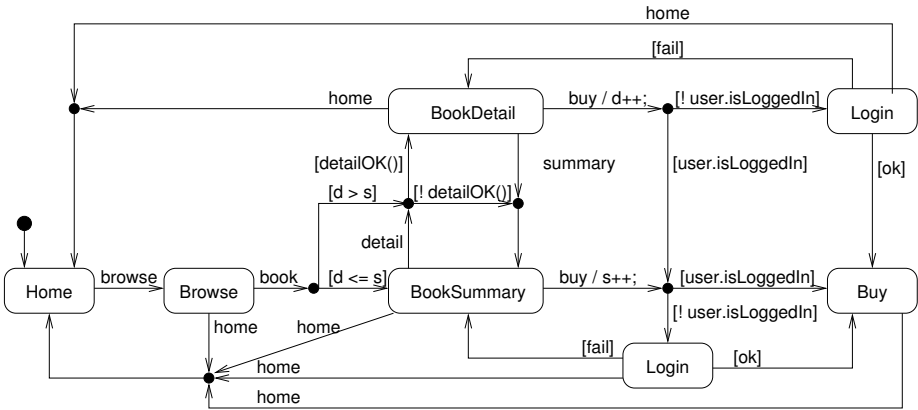 home
[fail]
home
BookDetail
buy / d++;
[! user.isLoggedIn]
Login
[detailOK()]
summary
[user.isLoggedIn]
[ok]
[d > s]
[! detailOK()]
detail
Home
browse
Browse
book
[d <= s]
BookSummary
buy / s++;
[user.isLoggedIn]
Buy
home
home
[! user.isLoggedIn]
[fail]
Login
[ok]
home
home